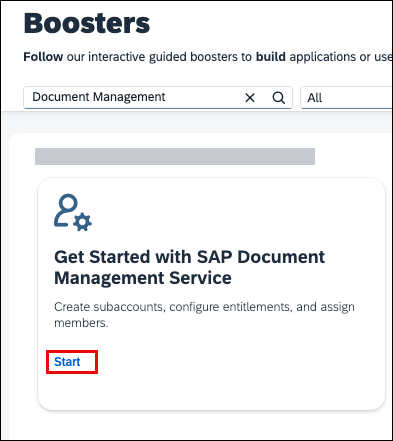 Boosters
Follow our interactive guided boosters to build applications or use
Document Management
All
Get Started with SAP Document
Management Service
Create subaccounts, configure entitlements, and assign
members.
Start